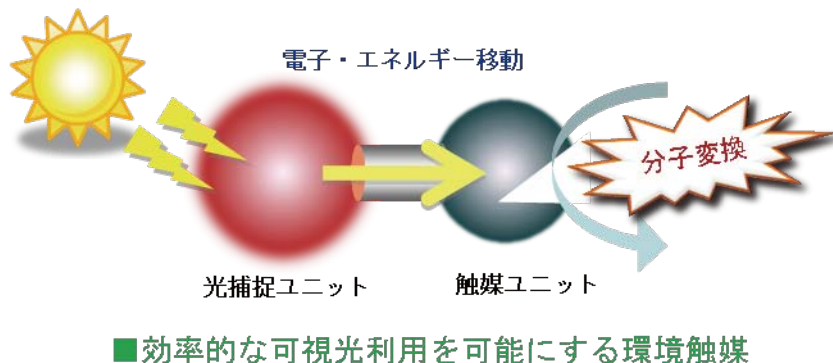 電子・エネルギー移動
分子変換
光捕捉ユニット
触媒ユニット
■効率的な可視光利用を可能にする環境触媒